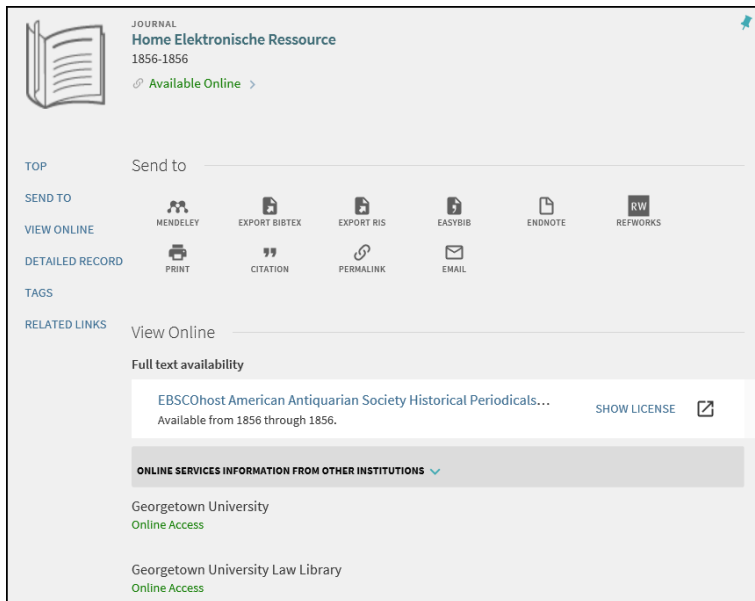 JOURNAL
Home Elektronische Ressource
1856-1856
Available Online
TOP
SEND TO
VIEW ONLINE
DETAILED RECORD
TAGS
RELATED LINKS
Send to
MENDELEY EXPORT BIBTEX EXPORT RIS EASYBIB ENDNOTE RW REFWORKS
PRINT CITATION PERMALINK EMAIL
View Online
Full text availability
EBSCOhost American Antiquarian Society Historical Periodicals...
Available from 1856 through 1856.
SHOW LICENSE
ONLINE SERVICES INFORMATION FROM OTHER INSTITUTIONS
Georgetown University
Online Access
Georgetown University Law Library
Online Access